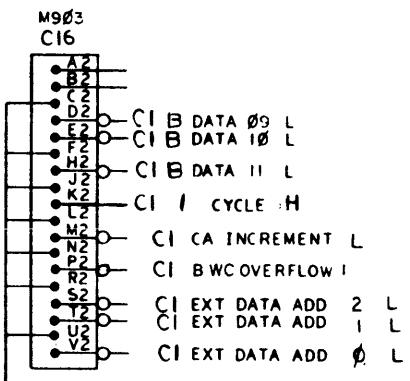 M9Ø3
C16
A2
B2
C2
D2
E2
F2
H2
J2
K2
L2
M2
N2
P2
R2
S2
T2
U2
V2
C1 B DATA Ø9 L
C1 B DATA 1Ø L
C1 B DATA 11 L
C1 1 CYCLE H
C1 CA INCREMENT L
C1 BWC OVERFLOW
C1 EXT DATA ADD 2 L
C1 EXT DATA ADD 1 L
C1 EXT DATA ADD Ø L